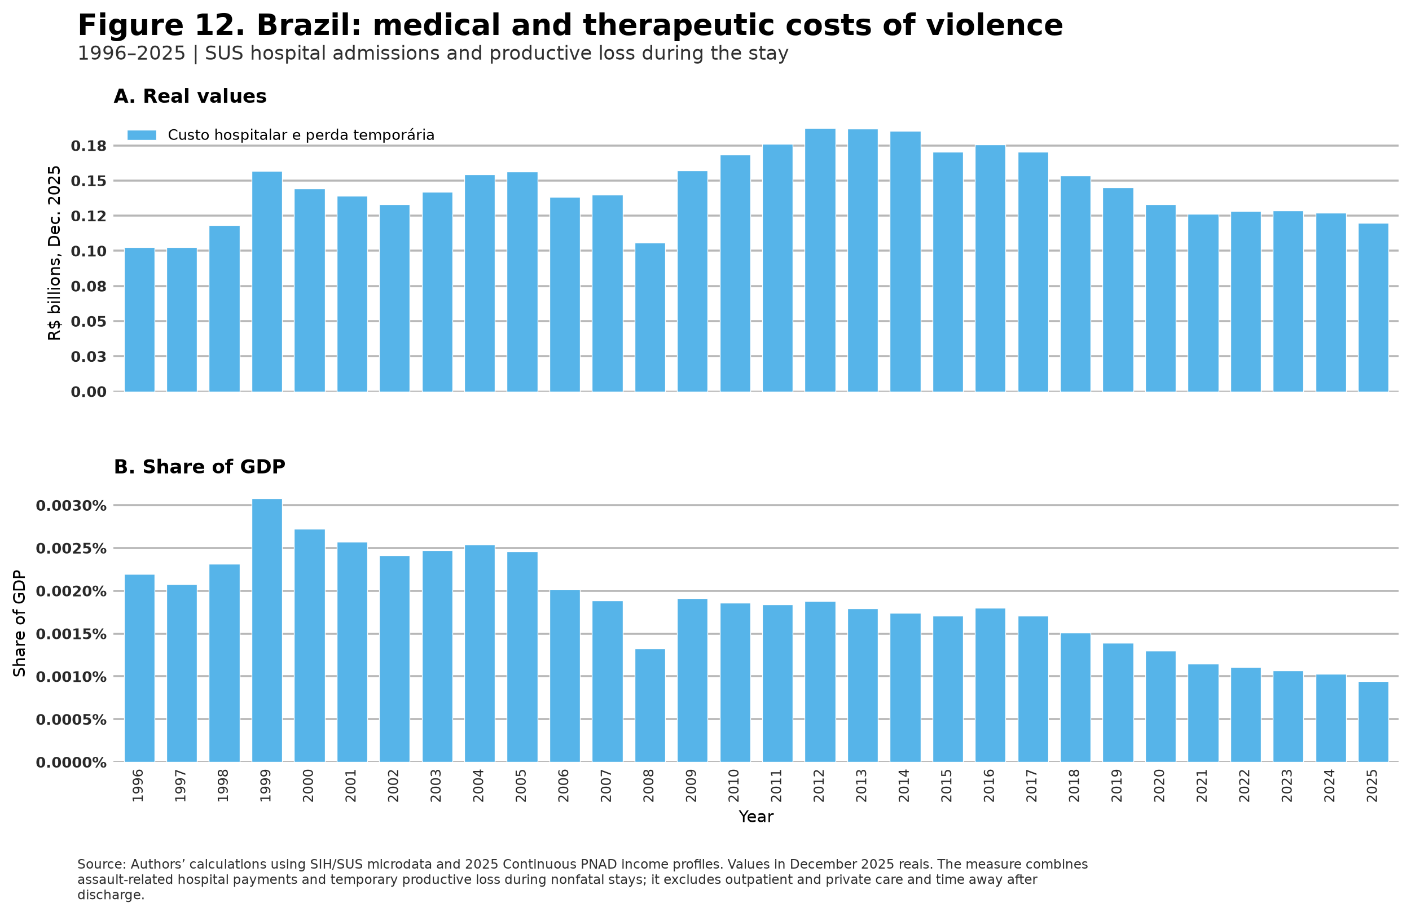 Figure 12. Brazil: medical and therapeutic costs of violence
1996–2025 | SUS hospital admissions and productive loss during the stay
A. Real values
Custo hospitalar e perda temporária
R$ billions, Dec. 2025
0.18
0.15
0.12
0.10
0.08
0.05
0.03
0.00
B. Share of GDP
Share of GDP
0.0030%
0.0025%
0.0020%
0.0015%
0.0010%
0.0005%
0.0000%
1996 1997 1998 1999 2000 2001 2002 2003 2004 2005 2006 2007 2008 2009 2010 2011 2012 2013 2014 2015 2016 2017 2018 2019 2020 2021 2022 2023 2024 2025
Year
Source: Authors’ calculations using SIH/SUS microdata and 2025 Continuous PNAD income profiles. Values in December 2025 reais. The measure combines
assault-related hospital payments and temporary productive loss during nonfatal stays; it excludes outpatient and private care and time away after
discharge.